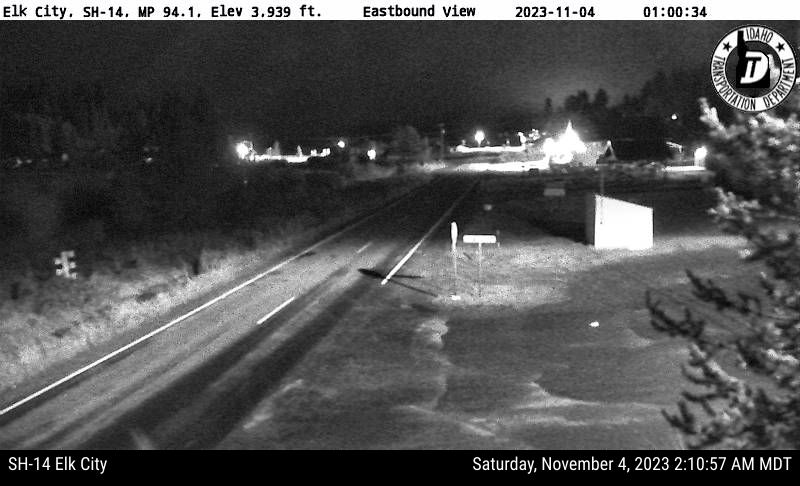 Elk City, SH-14, MP 94.1, Elev 3,939 ft. Eastbound View 2023-11-04 01:00:34
IDAHO
TRANSPORTATION DEPARTMENT
SH-14 Elk City Saturday, November 4, 2023 2:10:57 AM MDT